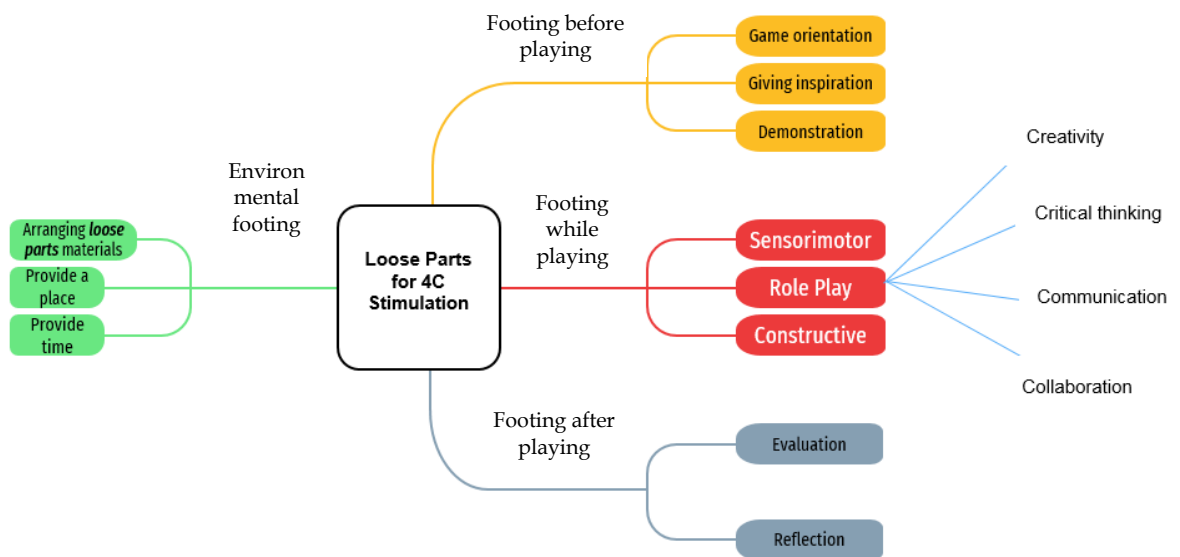 Footing before
playing
Game orientation
Giving inspiration
Demonstration
Environ
mental
footing
Arranging loose
parts materials
Provide a
place
Provide
time
Loose Parts
for 4C
Stimulation
Footing
while
playing
Sensorimotor
Role Play
Constructive
Creativity
Critical thinking
Communication
Collaboration
Footing after
playing
Evaluation
Reflection